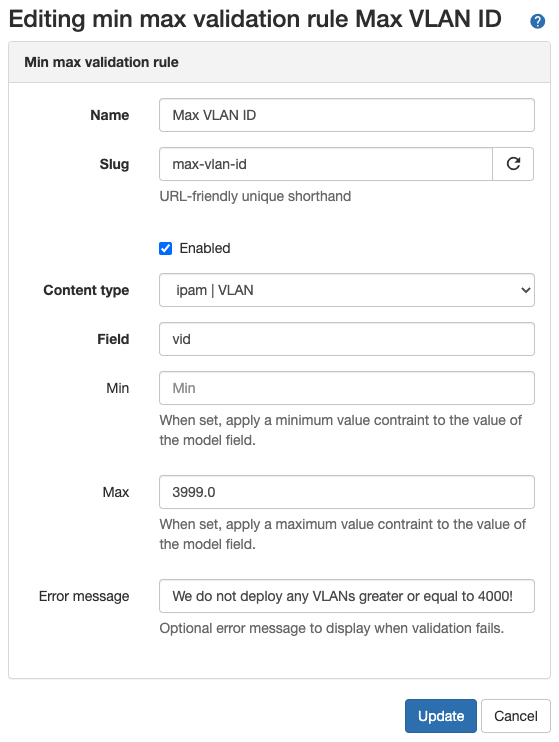 Editing min max validation rule Max VLAN ID ?
Min max validation rule
Name Max VLAN ID
Slug max-vlan-id
URL-friendly unique shorthand
Enabled
Content type ipam | VLAN
Field vid
Min Min
When set, apply a minimum value contraint to the value of
the model field.
Max 3999.0
When set, apply a maximum value contraint to the value of
the model field.
Error message We do not deploy any VLANs greater or equal to 4000!
Optional error message to display when validation fails.
Update Cancel